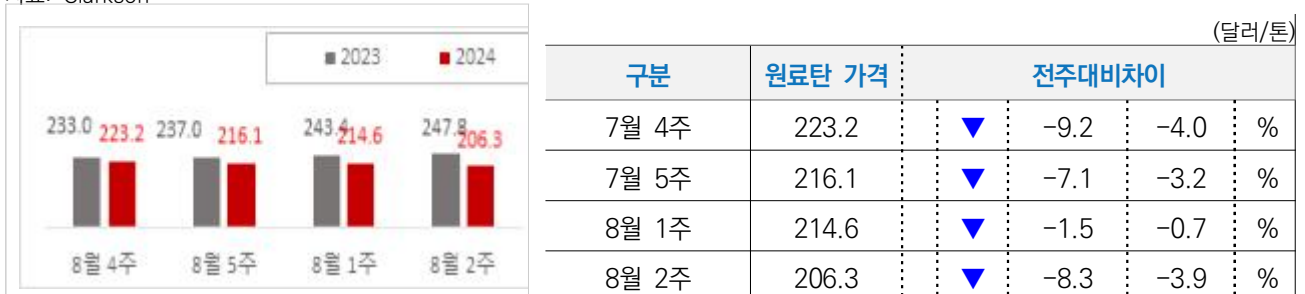 ■ 2023 ■ 2024
233.0 223.2 237.0 216.1 243.4 214.6 247.8 206.3
8월 4주 8월 5주 8월 1주 8월 2주
(달러/톤)
구분 원료탄 가격 전주대비차이
7월 4주 223.2 ▼ -9.2 -4.0 %
7월 5주 216.1 ▼ -7.1 -3.2 %
8월 1주 214.6 ▼ -1.5 -0.7 %
8월 2주 206.3 ▼ -8.3 -3.9 %